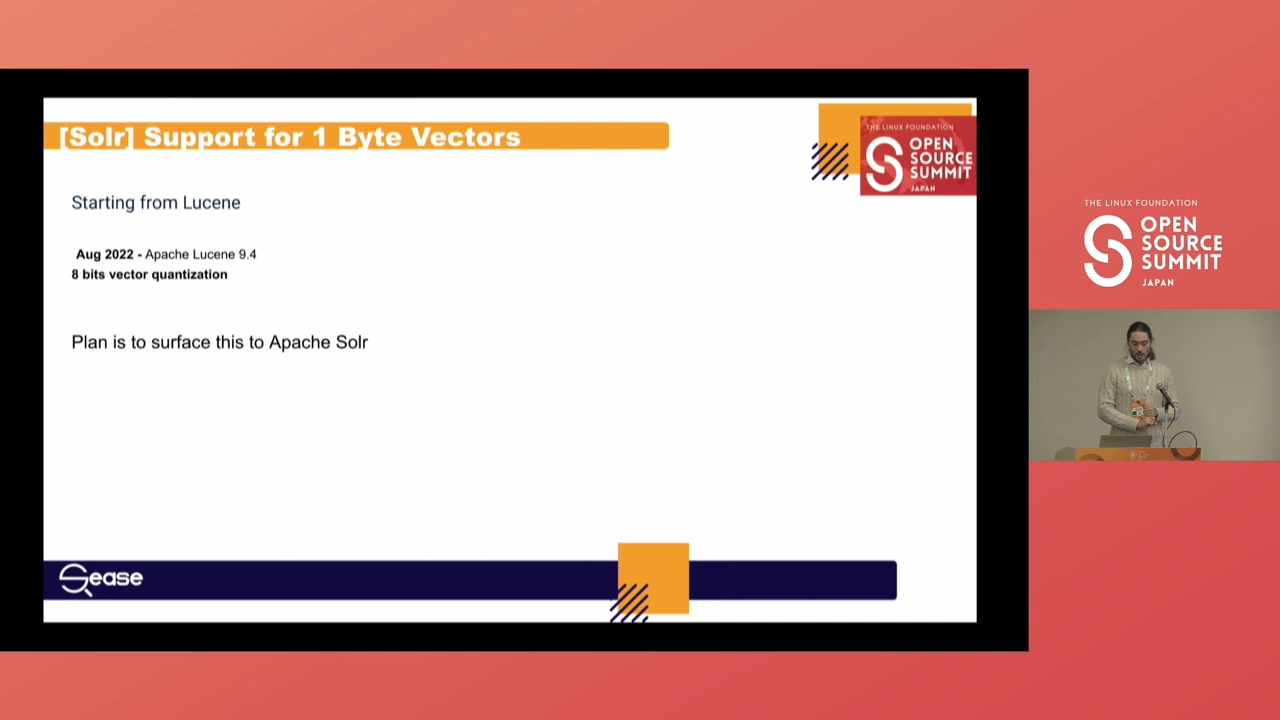 [Solr] Support for 1 Byte Vectors
THE LINUX FOUNDATION
OPEN
SOURCE
SUMMIT
JAPAN
Starting from Lucene
Aug 2022 - Apache Lucene 9.4
8 bits vector quantization
Plan is to surface this to Apache Solr
Sease
THE LINUX FOUNDATION
OPEN
SOURCE
SUMMIT
JAPAN